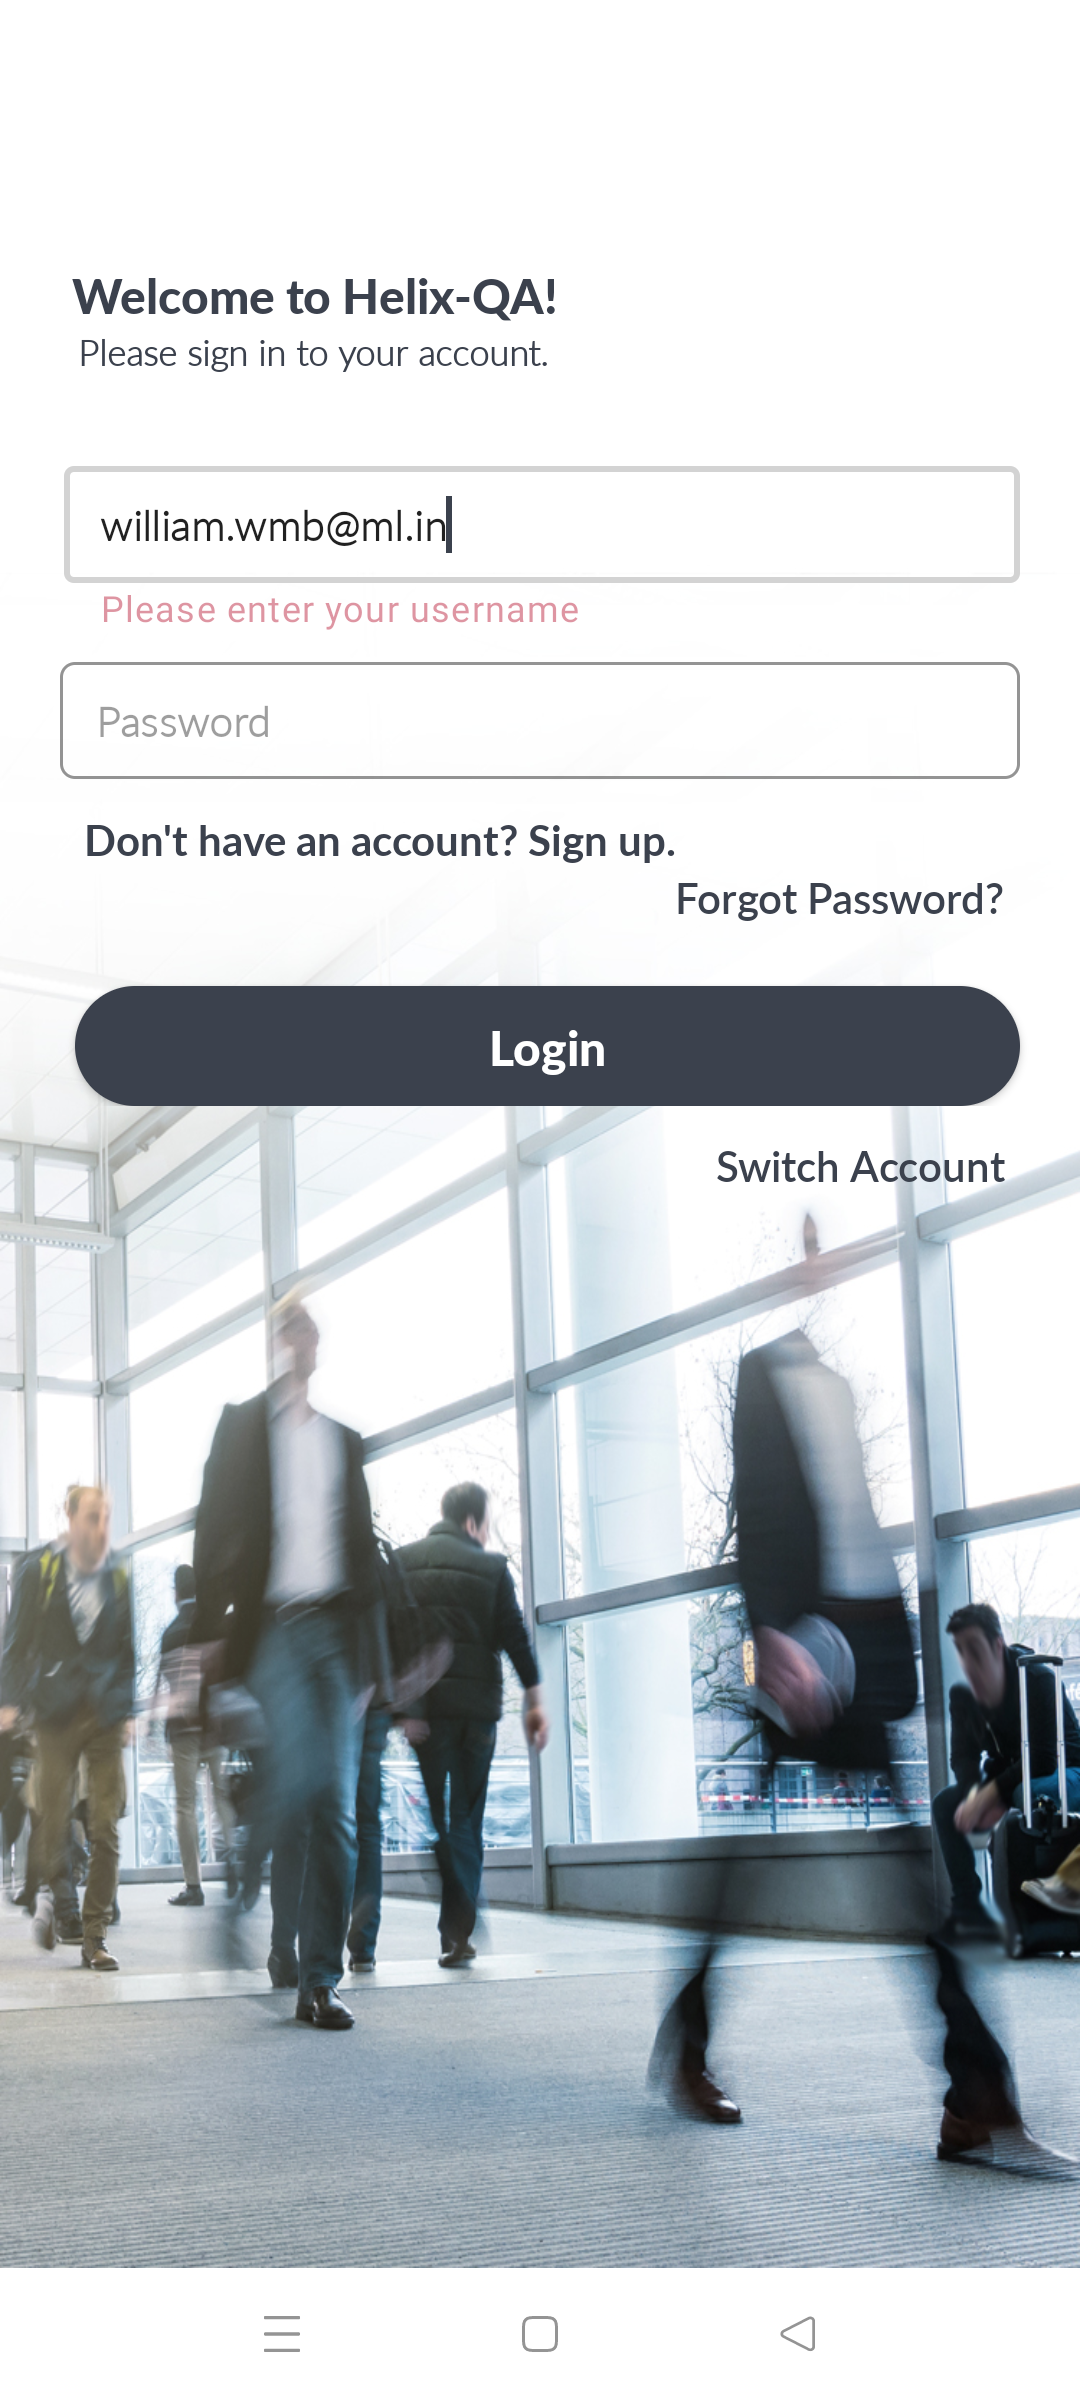 Welcome to Helix-QA!
Please sign in to your account.
william.wmb@ml.in
Please enter your username
Password
Don't have an account? Sign up.
Forgot Password?
Login
Switch Account